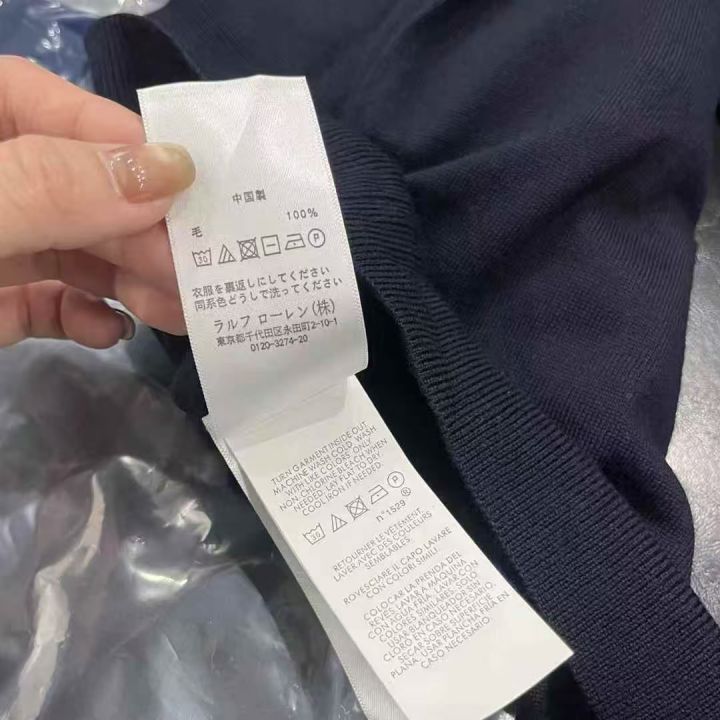 中国製
毛 100%
30 P
衣服を裏返しにしてください
同系色どうしで洗ってください
ラルフ ローレン(株)
東京都千代田区永田町2-10-1
0120-3274-20
TURN GARMENT INSIDE OUT.
MACHINE WASH COLD. WASH
WITH LIKE COLORS. ONLY
NON-CHLORINE BLEACH WHEN
NEEDED. LAY FLAT TO DRY.
COOL IRON IF NEEDED.
30 P
n°1529 ®
RETOURNER LE VÊTEMENT.
LAVER AVEC DES COULEURS
SEMBLABLES.
ROVESCIARE IL CAPO. LAVARE
CON COLORI SIMILI.
COLOCAR LA PRENDA DEL
REVÉS. LAVAR A MÁQUINA
CON AGUA FRÍA. LAVAR CON
COLORES SIMILARES. SOLO
USAR BLANQUEADOR SIN
CLORO EN CASO NECESARIO.
SECAR SOBRE SUPERFICIE
PLANA. USAR PLANCHA FRÍA EN
CASO NECESARIO.